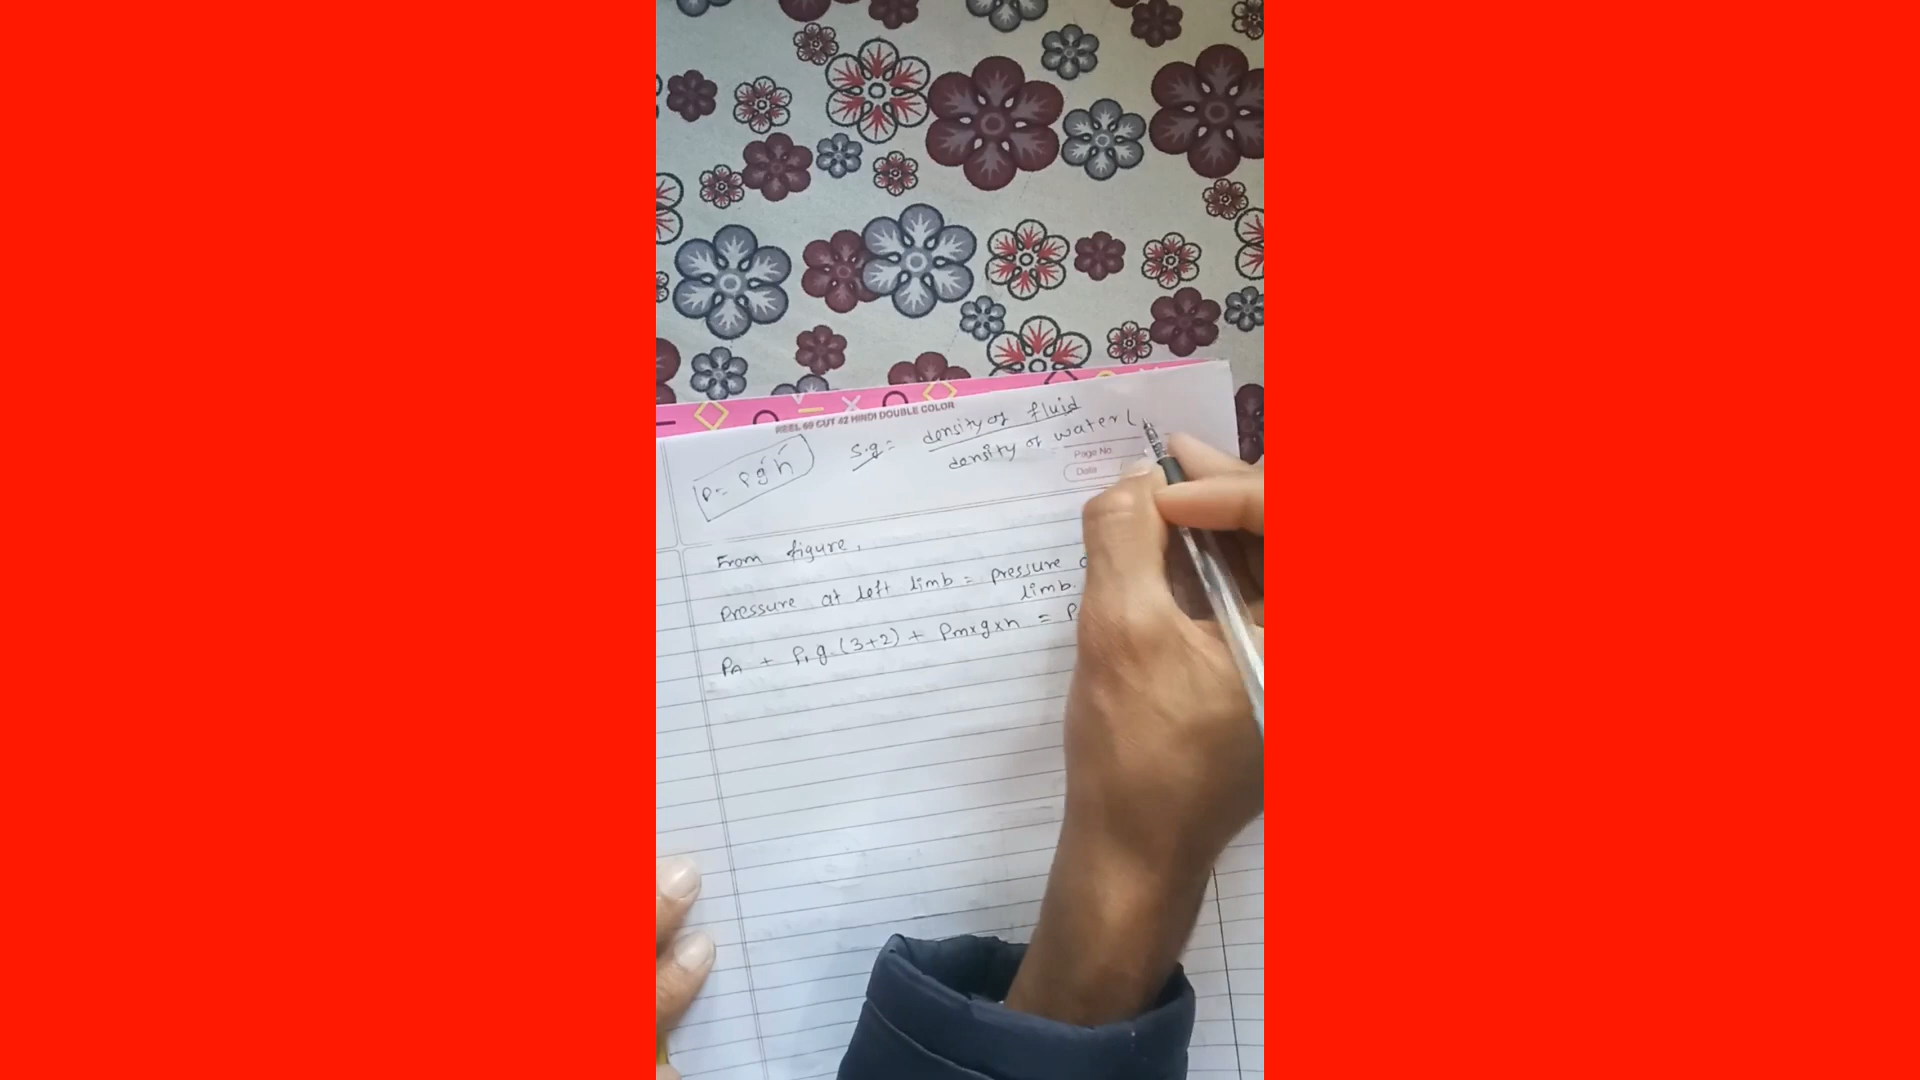 REEL 60 CUT 42 HINDI DOUBLE COLOR
P = ρgh
S.g = density of fluid
density of water (
Page No
Date
From figure,
pressure at left limb = pressure
limb.
PA + ρ1g.(3+2) + ρm×g×h = P